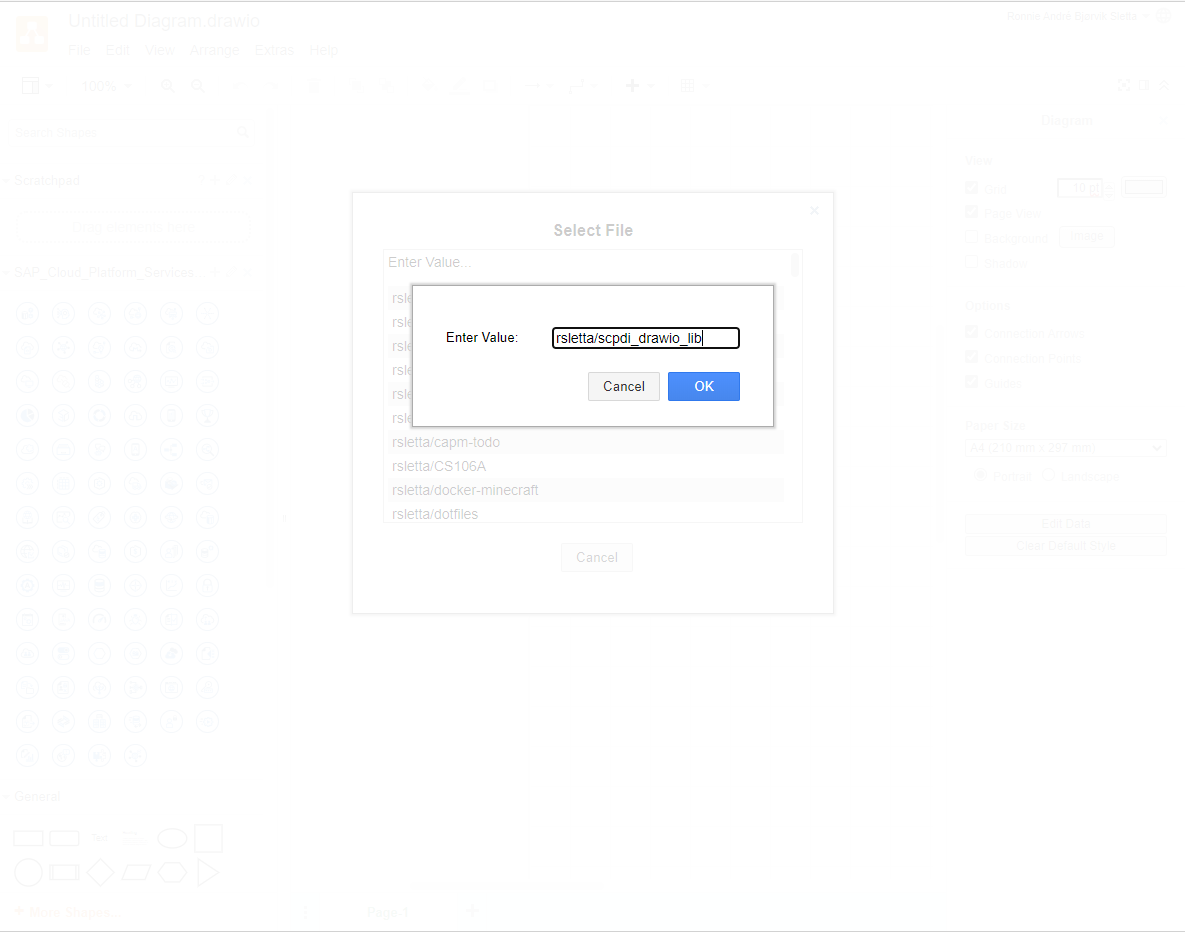 Untitled Diagram.drawio
File Edit View Arrange Extras Help
100%
Search Shapes
Scratchpad
Drag elements here
SAP_Cloud_Platform_Services
General
+ More Shapes...
Page-1
Select File
Enter Value...
rsle
rsle
rsle
rsle
rsle
rsle
Enter Value:
rsletta/scpdi_drawio_lib
Cancel
OK
rsletta/capm-todo
rsletta/CS106A
rsletta/docker-minecraft
rsletta/dotfiles
Cancel
Diagram
View
Grid
10 pt
Page View
Background
Image
Shadow
Options
Connection Arrows
Connection Points
Guides
Paper Size
A4 (210 mm x 297 mm)
Portrait
Landscape
Edit Data
Clear Default Style